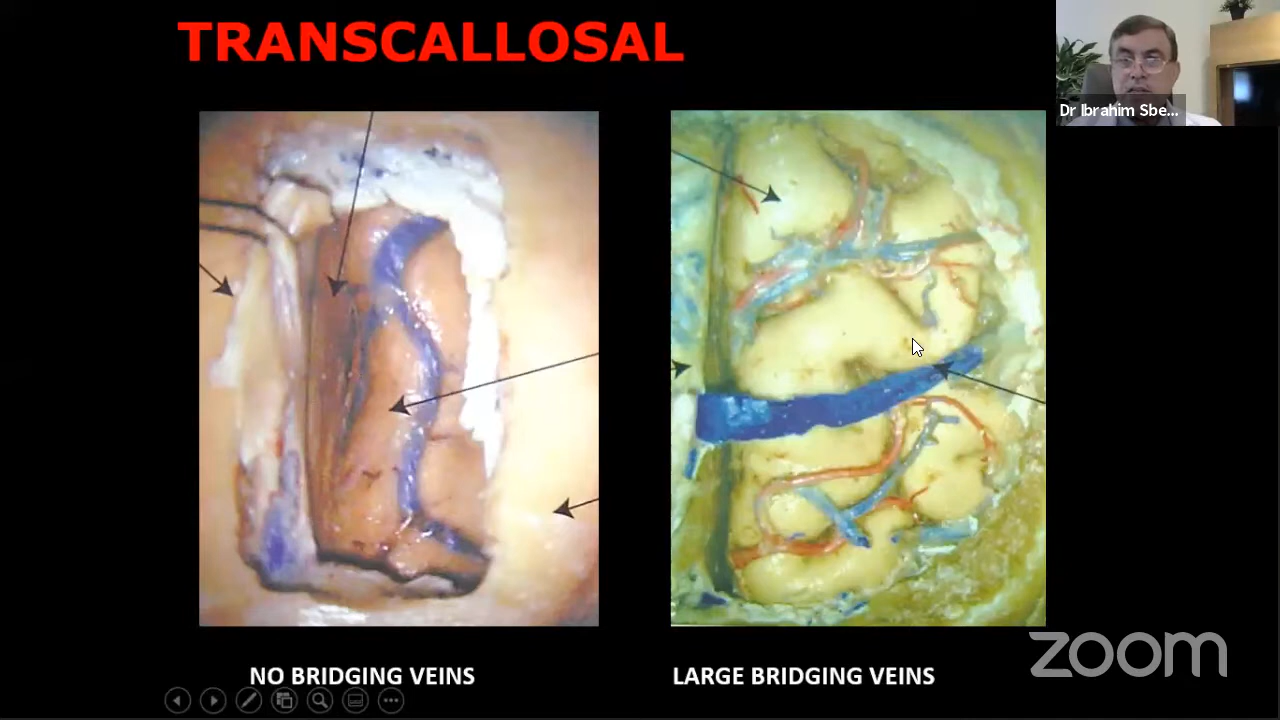 TRANSCALLOSAL
Dr Ibrahim Sbe...
NO BRIDGING VEINS
LARGE BRIDGING VEINS
zoom